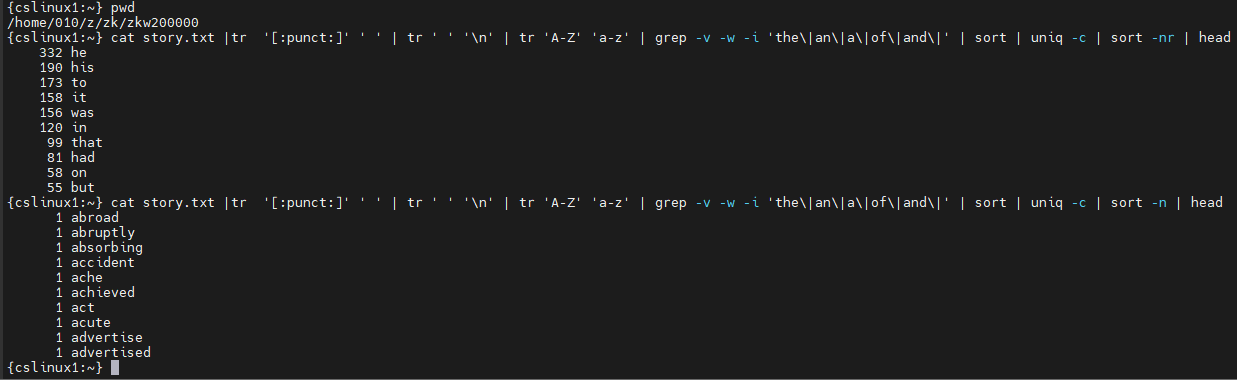 {cslinux1:~} pwd
/home/010/z/zk/zkw200000
{cslinux1:~} cat story.txt |tr  '[:punct:]' ' ' | tr ' ' '\n' | tr 'A-Z' 'a-z' | grep -v -w -i 'the\|an\|a\|of\|and\|' | sort | uniq -c | sort -nr | head
    332 he
    190 his
    173 to
    158 it
    156 was
    120 in
     99 that
     81 had
     58 on
     55 but
{cslinux1:~} cat story.txt |tr  '[:punct:]' ' ' | tr ' ' '\n' | tr 'A-Z' 'a-z' | grep -v -w -i 'the\|an\|a\|of\|and\|' | sort | uniq -c | sort -n | head
      1 abroad
      1 abruptly
      1 absorbing
      1 accident
      1 ache
      1 achieved
      1 act
      1 acute
      1 advertise
      1 advertised
{cslinux1:~}